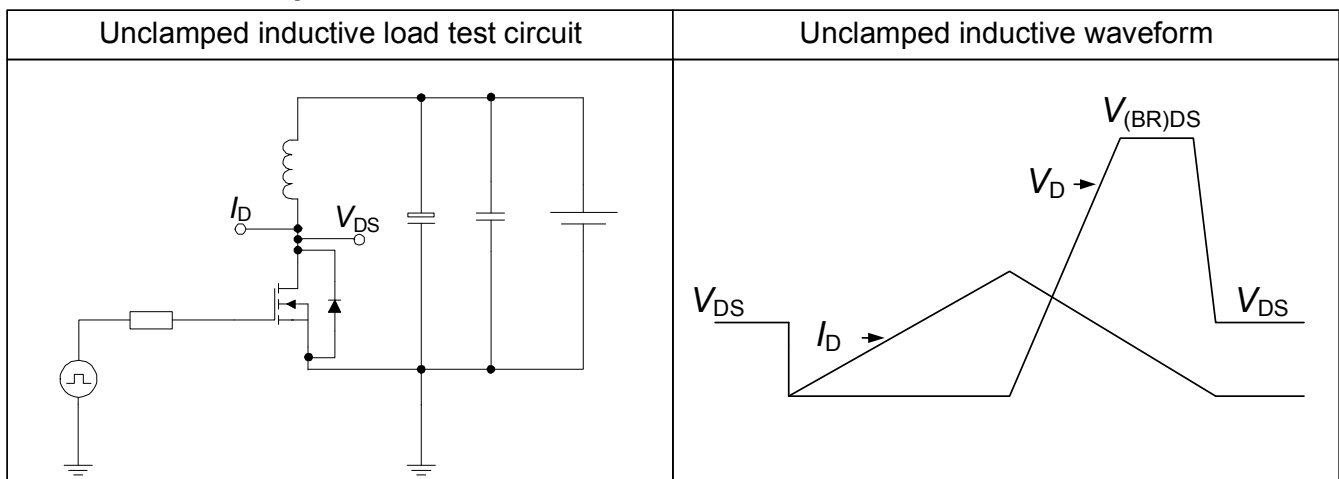 Unclamped inductive load test circuit
Unclamped inductive waveform
I_D
V_DS
V_(BR)DS
V_D
V_DS
I_D
V_DS